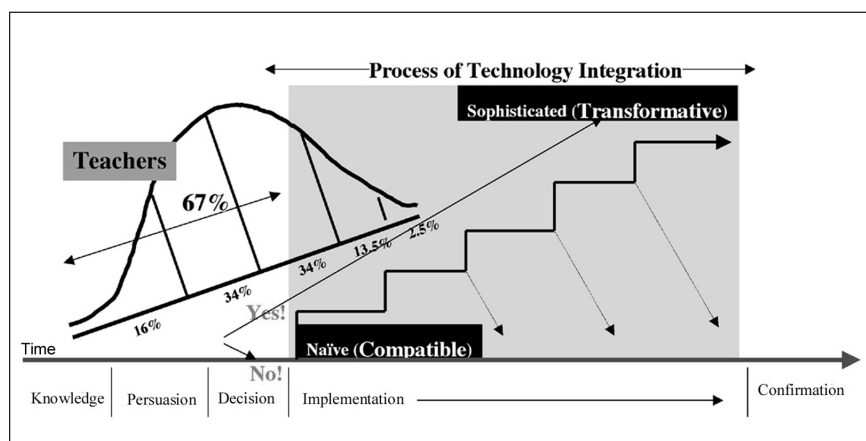 Process of Technology Integration
Sophisticated (Transformative)
Teachers
67%
16%
34%
34%
13.5%
2.5%
Yes!
Naïve (Compatible)
Time
No!
Knowledge
Persuasion
Decision
Implementation
Confirmation